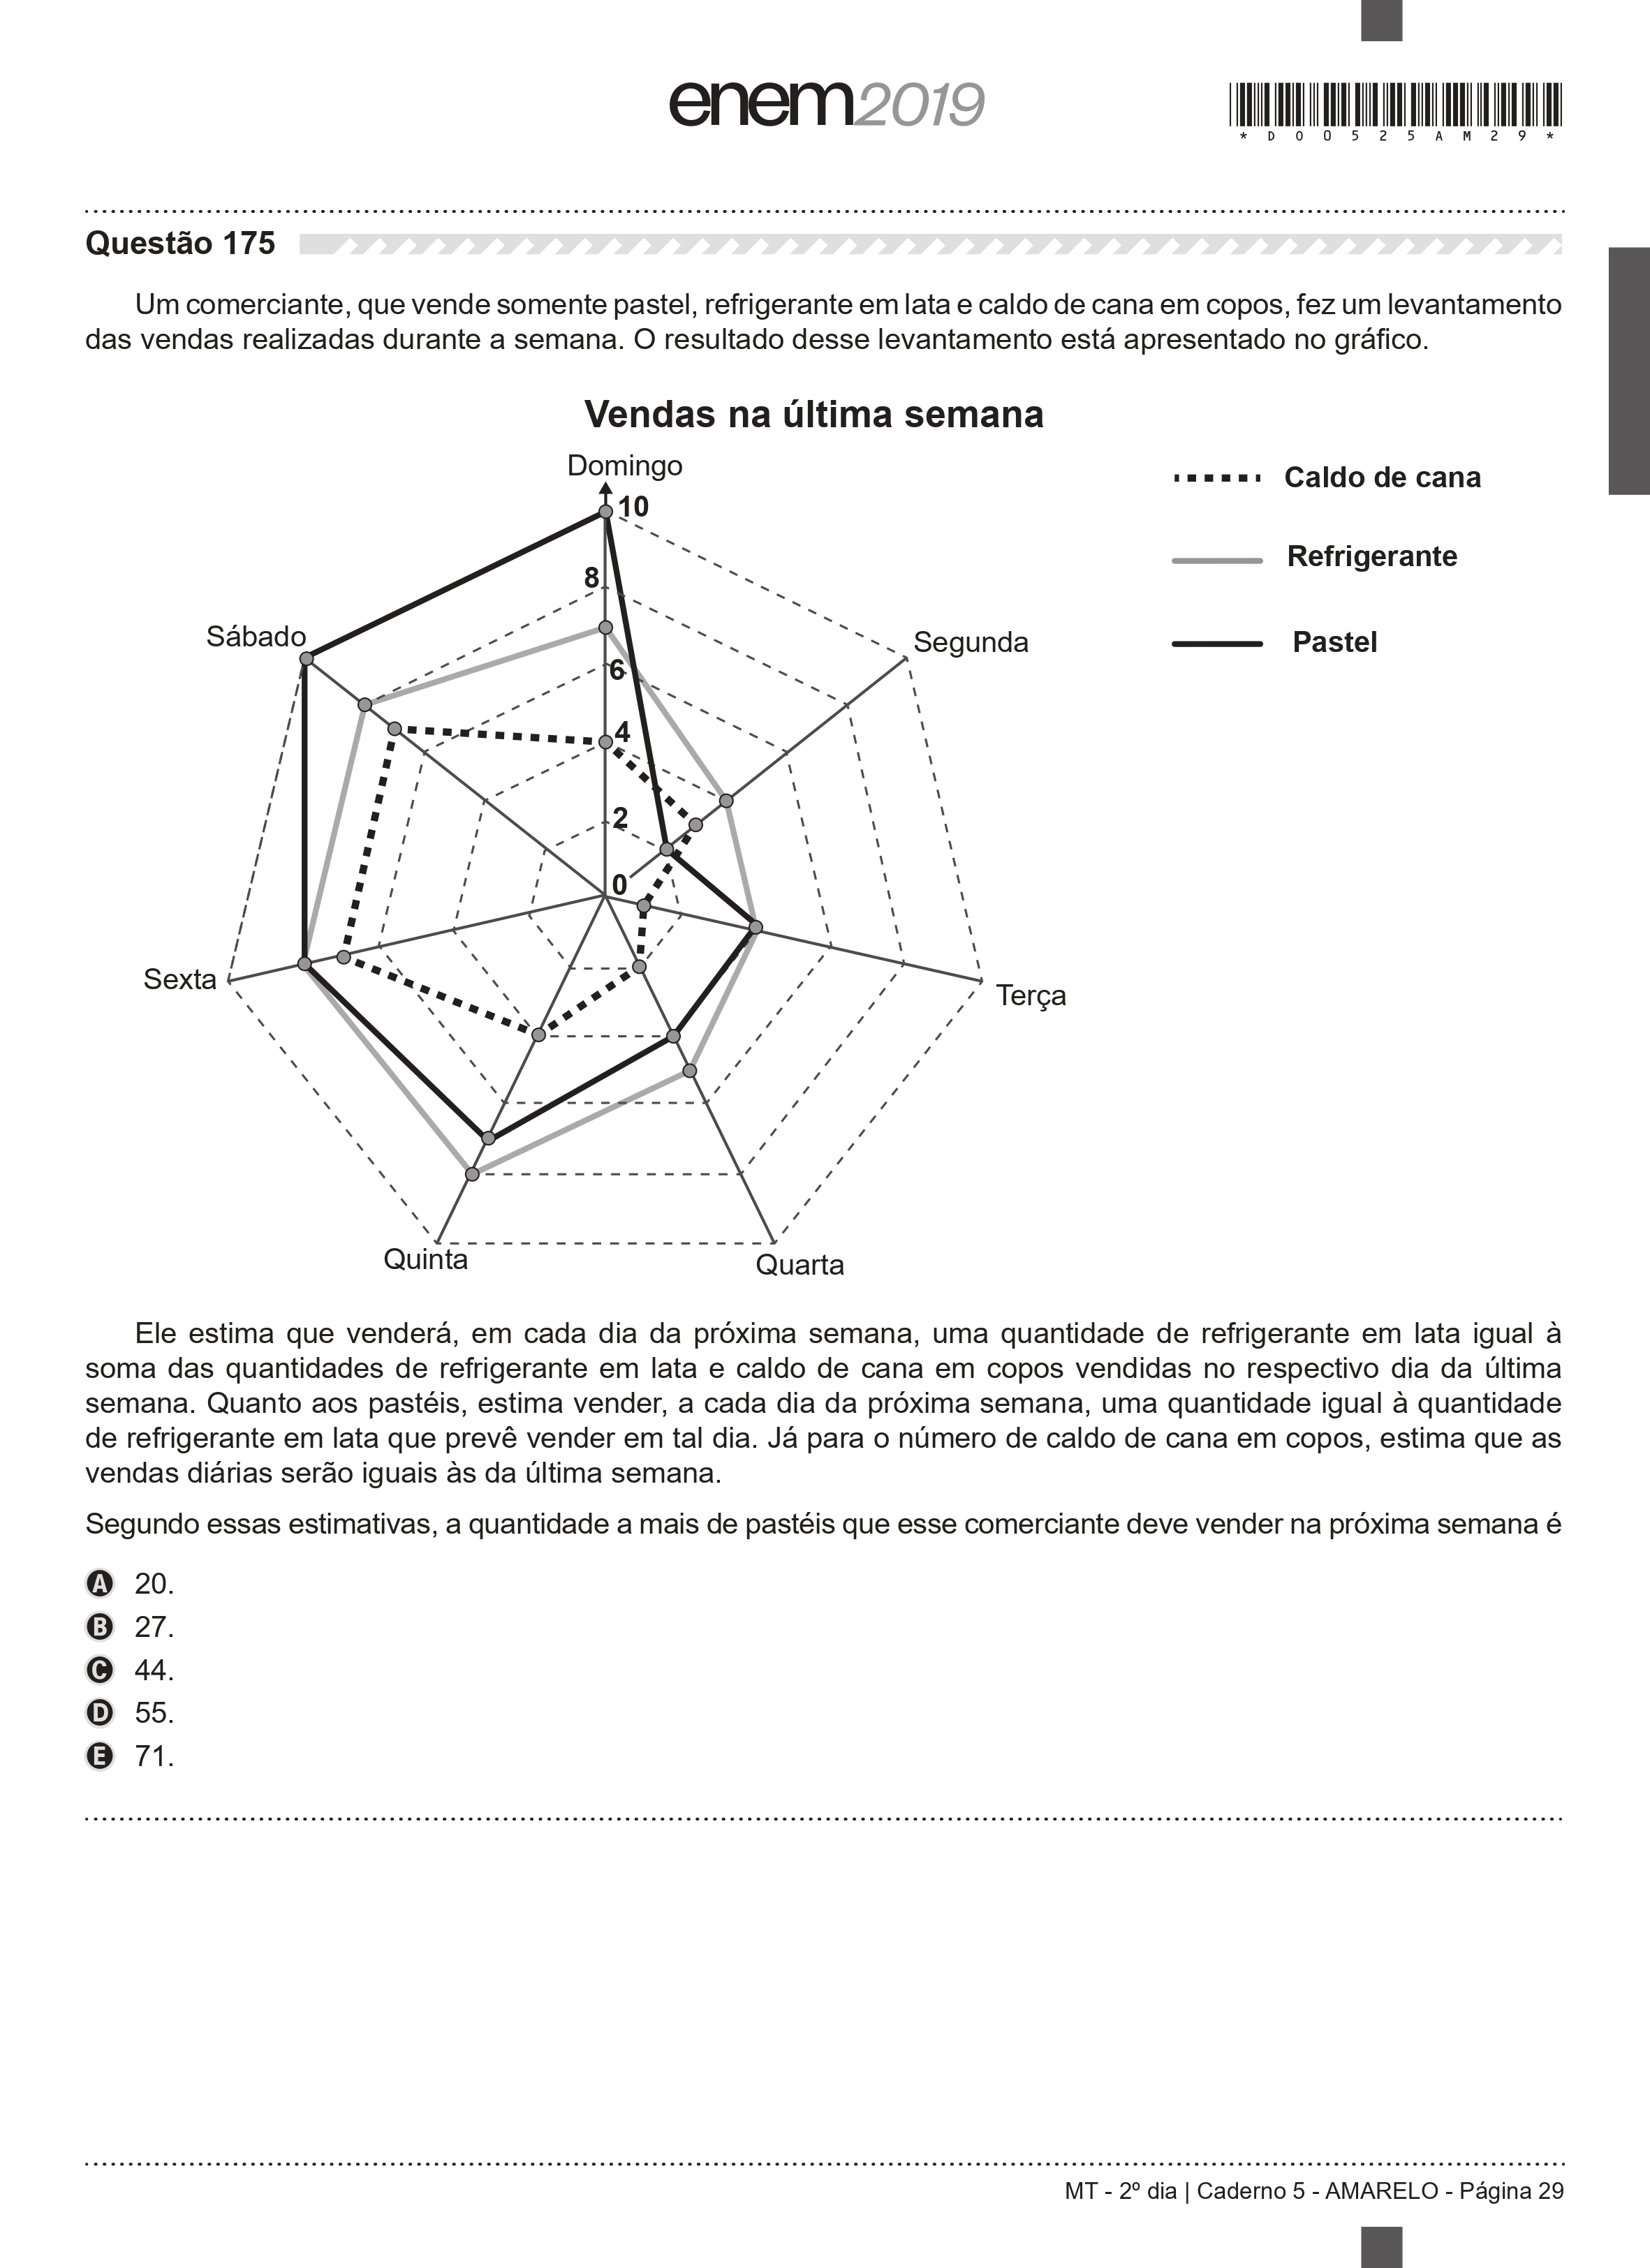 enem2019
*D0052 5AM29*
Questão 175
Um comerciante, que vende somente pastel, refrigerante em lata e caldo de cana em copos, fez um levantamento
das vendas realizadas durante a semana. O resultado desse levantamento está apresentado no gráfico.
Vendas na última semana
Domingo
Segunda
Terça
Quarta
Quinta
Sexta
Sábado
10
8
6
4
2
0
Caldo de cana
Refrigerante
Pastel
Ele estima que venderá, em cada dia da próxima semana, uma quantidade de refrigerante em lata igual à
soma das quantidades de refrigerante em lata e caldo de cana em copos vendidas no respectivo dia da última
semana. Quanto aos pastéis, estima vender, a cada dia da próxima semana, uma quantidade igual à quantidade
de refrigerante em lata que prevê vender em tal dia. Já para o número de caldo de cana em copos, estima que as
vendas diárias serão iguais às da última semana.
Segundo essas estimativas, a quantidade a mais de pastéis que esse comerciante deve vender na próxima semana é
A 20.
B 27.
C 44.
D 55.
E 71.
MT - 2º dia | Caderno 5 - AMARELO - Página 29